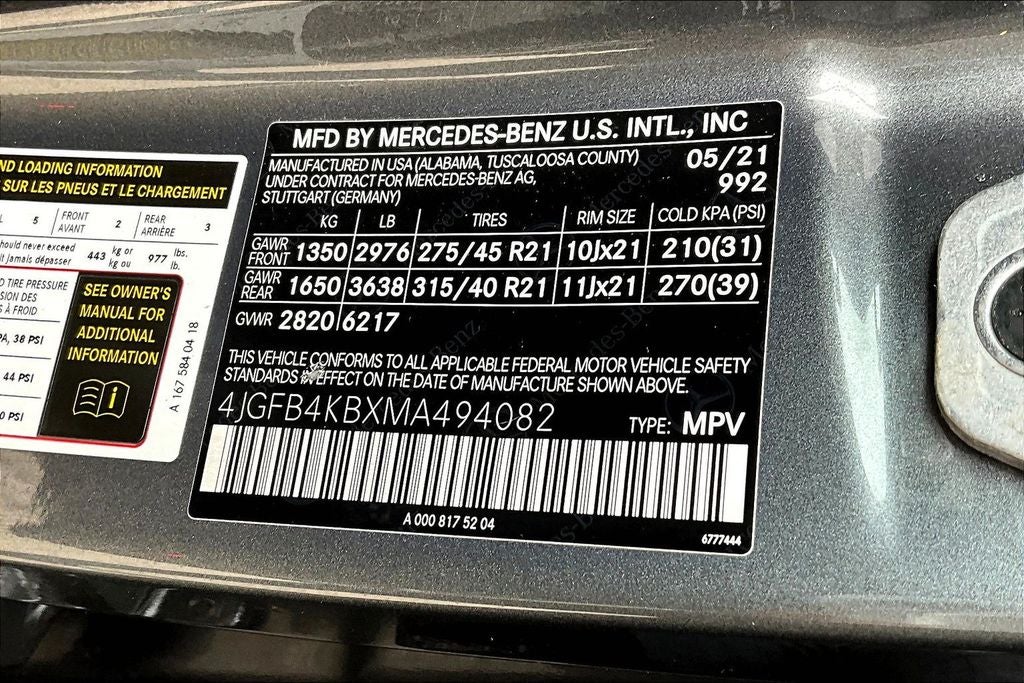 ND LOADING INFORMATION
SUR LES PNEUS ET LE CHARGEMENT
5 FRONT AVANT 2 REAR ARRIÈRE 3
hould never exceed
it jamais dépasser 443 kg or kg ou 977 lbs. lb.
TIRE PRESSURE
SION DES
À FROID
38 PSI
44 PSI
0 PSI
SEE OWNER'S
MANUAL FOR
ADDITIONAL
INFORMATION
A 167 584 04 18
MFD BY MERCEDES-BENZ U.S. INTL., INC
MANUFACTURED IN USA (ALABAMA, TUSCALOOSA COUNTY) 05/21
UNDER CONTRACT FOR MERCEDES-BENZ AG, 992
STUTTGART (GERMANY)
KG LB TIRES RIM SIZE COLD KPA (PSI)
GAWR FRONT 1350 2976 275/45 R21 10Jx21 210(31)
GAWR REAR 1650 3638 315/40 R21 11Jx21 270(39)
GVWR 2820 6217
THIS VEHICLE CONFORMS TO ALL APPLICABLE FEDERAL MOTOR VEHICLE SAFETY
STANDARDS IN EFFECT ON THE DATE OF MANUFACTURE SHOWN ABOVE.
4JGFB4KBXMA494082 TYPE: MPV
A 000 817 52 04
6777444